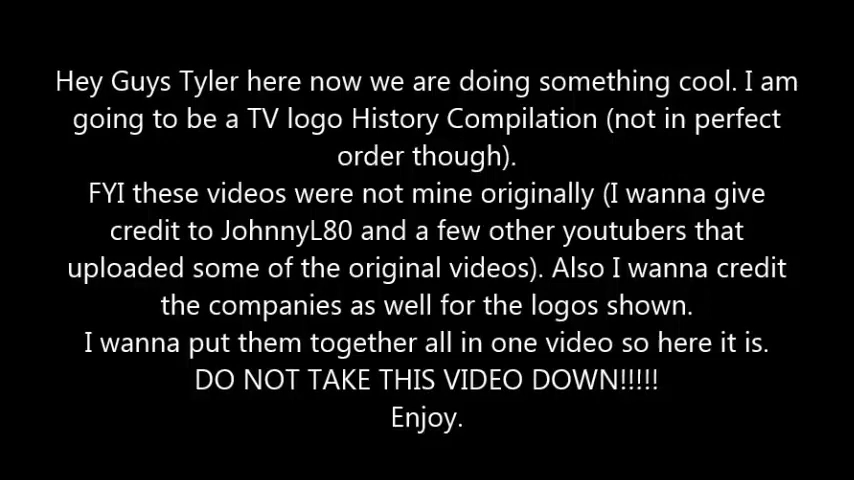 Hey Guys Tyler here now we are doing something cool. I am
going to be a TV logo History Compilation (not in perfect
order though).
FYI these videos were not mine originally (I wanna give
credit to JohnnyL80 and a few other youtubers that
uploaded some of the original videos). Also I wanna credit
the companies as well for the logos shown.
I wanna put them together all in one video so here it is.
DO NOT TAKE THIS VIDEO DOWN!!!!!
Enjoy.